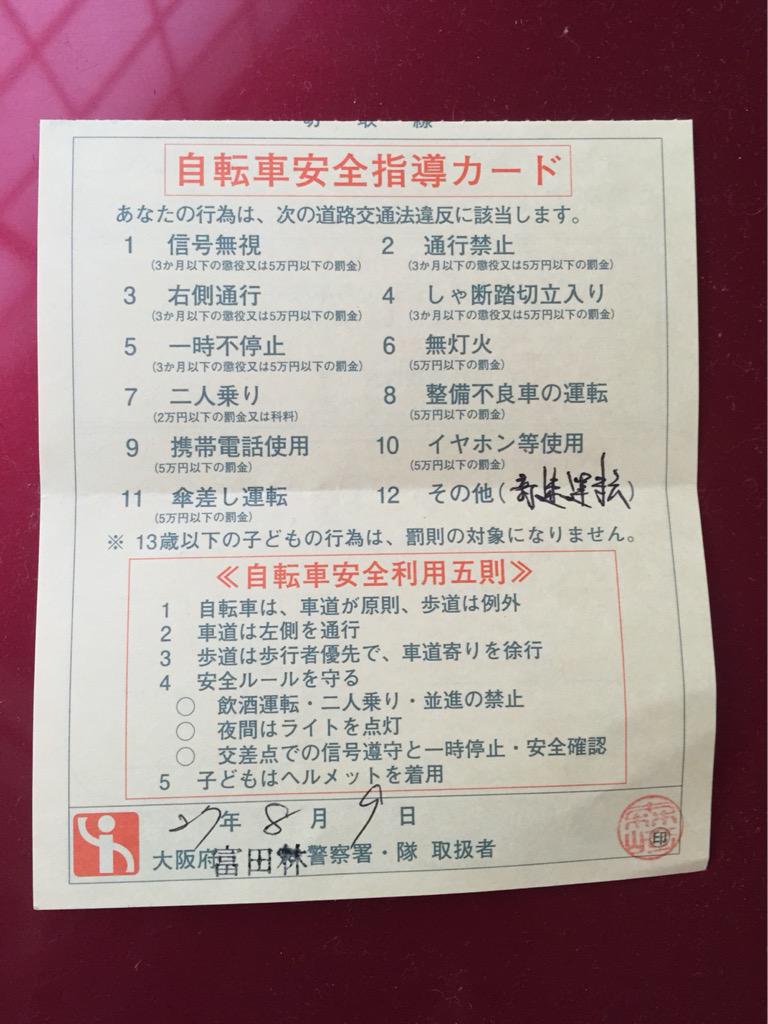 切取線
自転車安全指導カード
あなたの行為は、次の道路交通法違反に該当します。
1 信号無視 2 通行禁止
(3か月以下の懲役又は5万円以下の罰金) (3か月以下の懲役又は5万円以下の罰金)
3 右側通行 4 しゃ断踏切立入り
(3か月以下の懲役又は5万円以下の罰金) (3か月以下の懲役又は5万円以下の罰金)
5 一時不停止 6 無灯火
(3か月以下の懲役又は5万円以下の罰金) (5万円以下の罰金)
7 二人乗り 8 整備不良車の運転
(2万円以下の罰金又は科料) (5万円以下の罰金)
9 携帯電話使用 10 イヤホン等使用
(5万円以下の罰金) (5万円以下の罰金)
11 傘差し運転 12 その他(運転)
(5万円以下の罰金)
※ 13歳以下の子どもの行為は、罰則の対象になりません。
≪自転車安全利用五則≫
1 自転車は、車道が原則、歩道は例外
2 車道は左側を通行
3 歩道は歩行者優先で、車道寄りを徐行
4 安全ルールを守る
○ 飲酒運転・二人乗り・並進の禁止
○ 夜間はライトを点灯
○ 交差点での信号遵守と一時停止・安全確認
5 子どもはヘルメットを着用
27年 8月 9日
大阪府富田林警察署・隊 取扱者 印